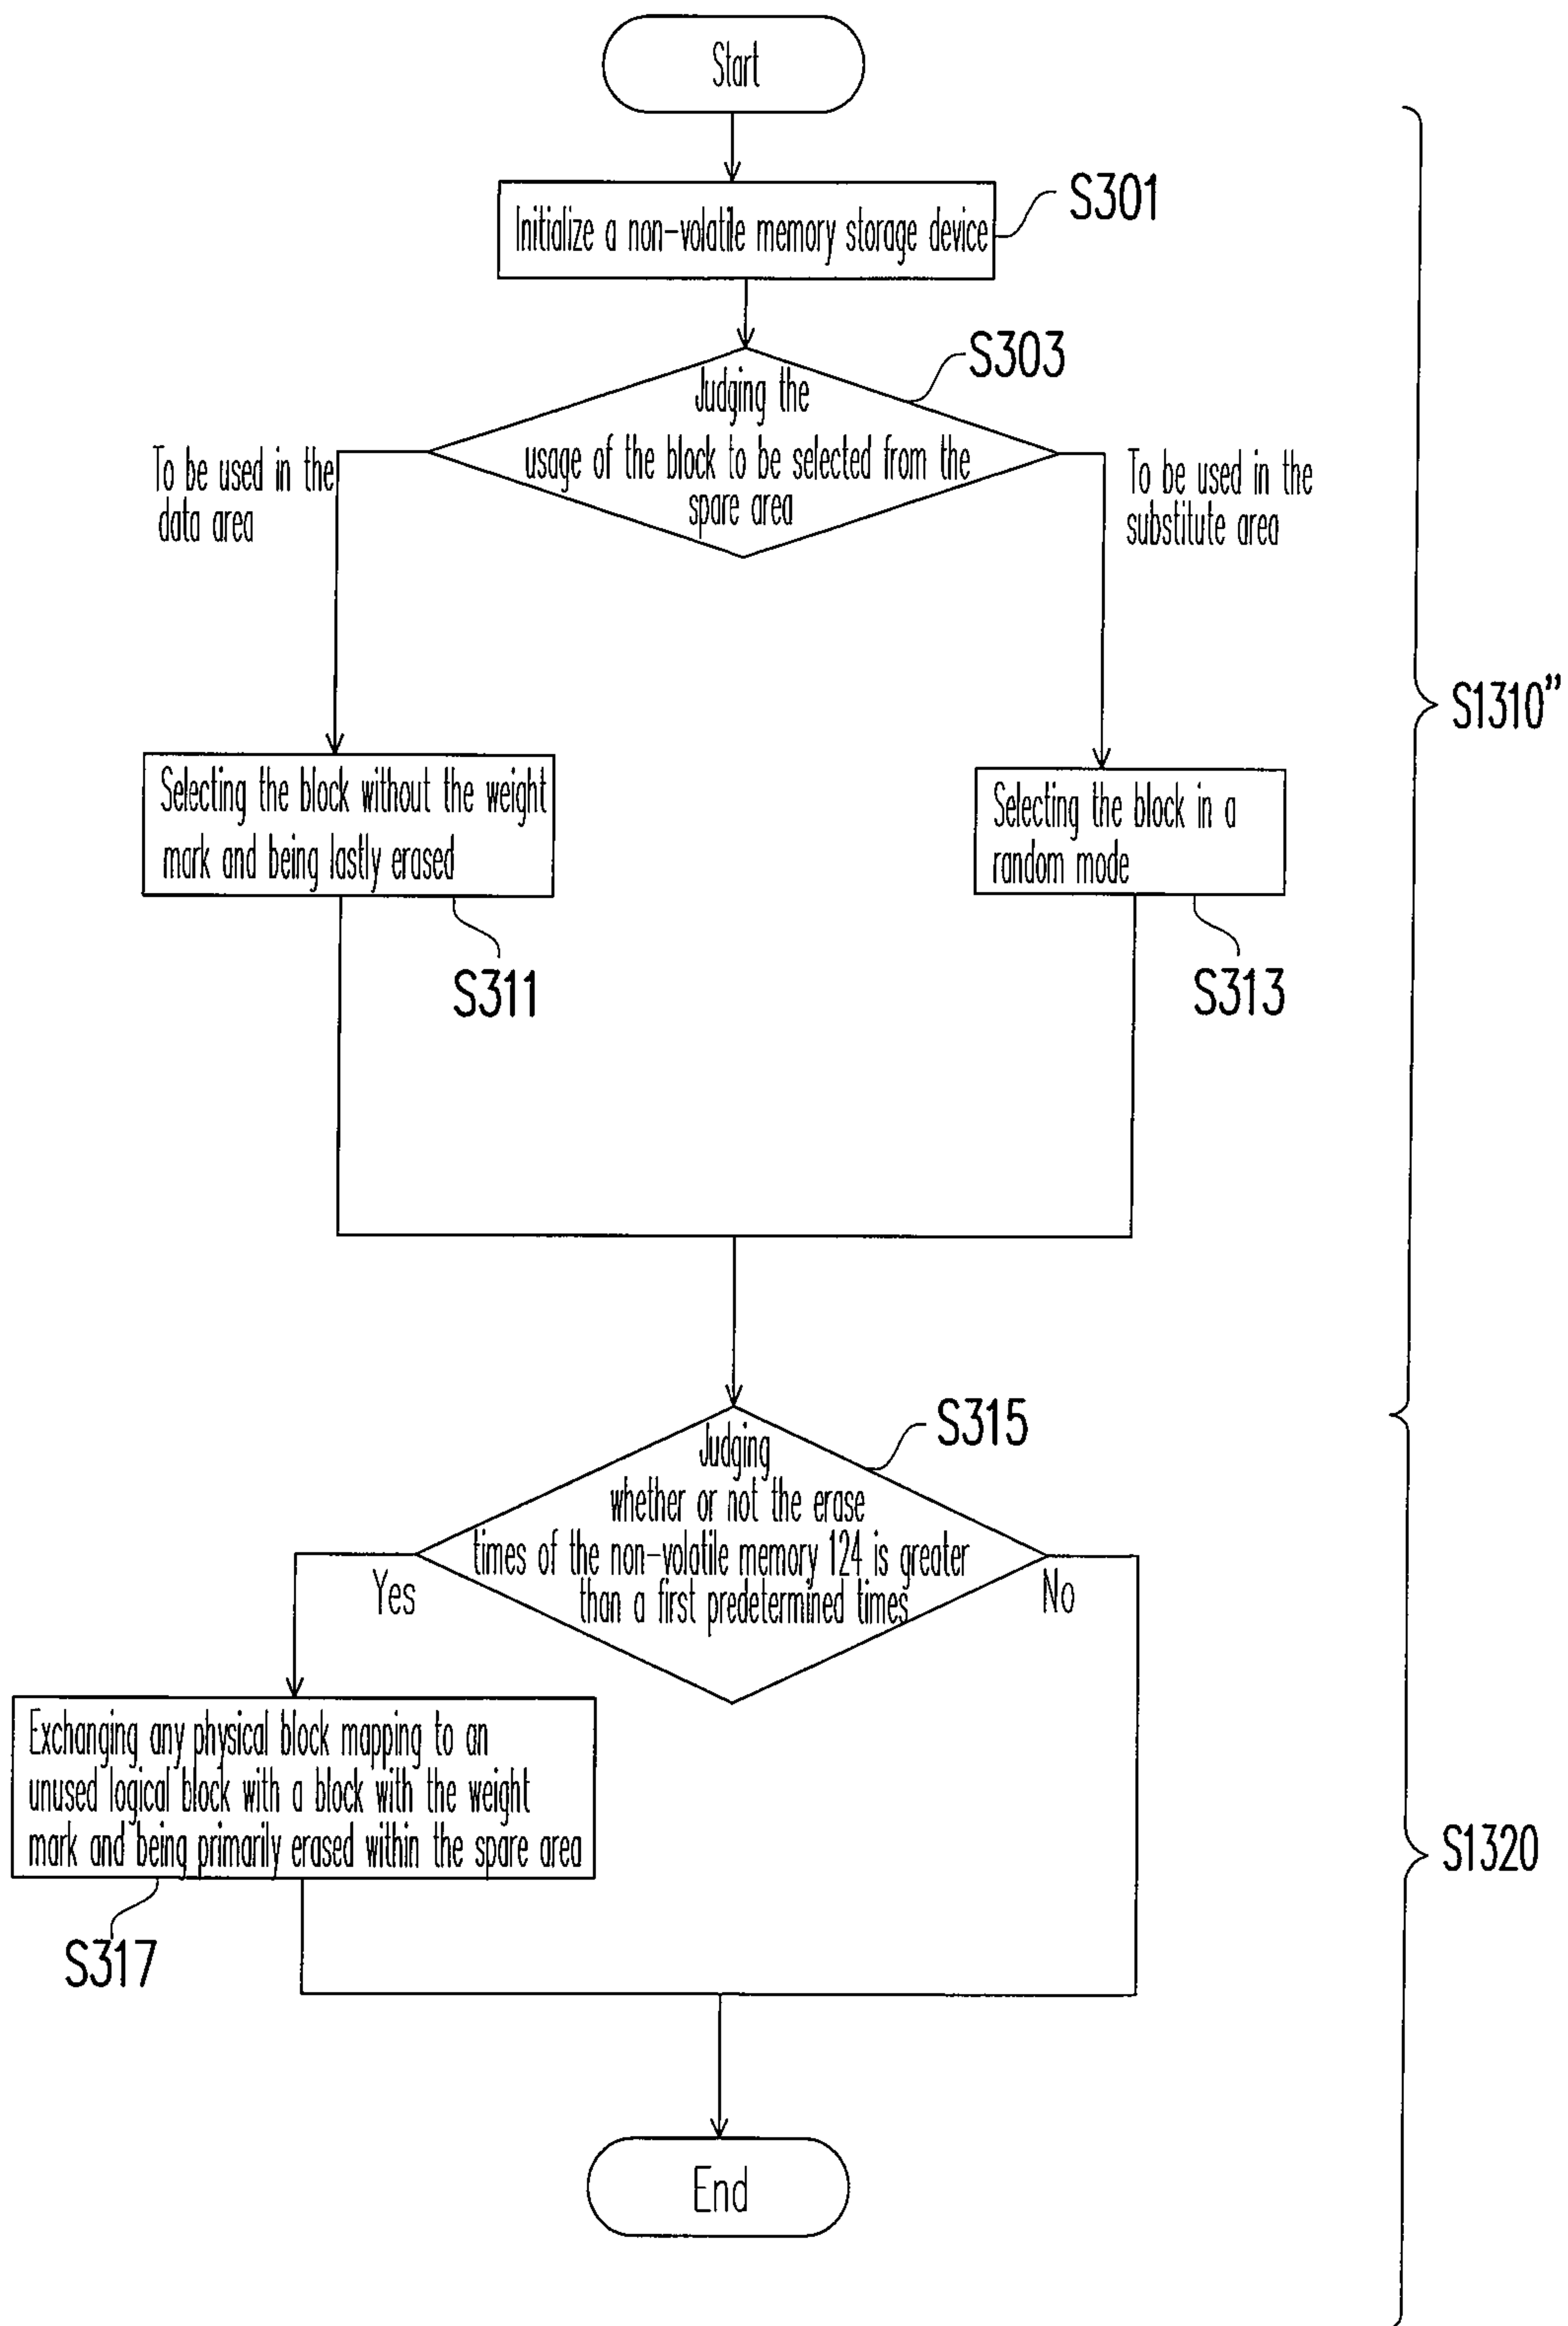 Start
Initialize a non-volatile memory storage device
S301
S303
Judging the
usage of the block to be selected from the
spare area
To be used in the
data area
To be used in the
substitute area
S1310”
Selecting the block without the weight
mark and being lastly erased
S311
Selecting the block in a
random mode
S313
S315
Judging
whether or not the erase
times of the non-volatile memory 124 is greater
than a first predetermined times
Yes
No
Exchanging any physical block mapping to an
unused logical block with a block with the weight
mark and being primarily erased within the spare area
S317
S1320
End